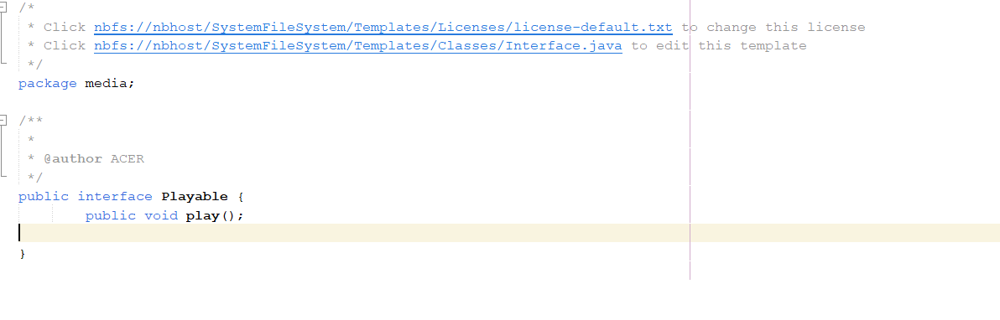 /*
 * Click nbfs://nbhost/SystemFileSystem/Templates/Licenses/license-default.txt to change this license
 * Click nbfs://nbhost/SystemFileSystem/Templates/Classes/Interface.java to edit this template
 */
package media;

/**
 *
 * @author ACER
 */
public interface Playable {
        public void play();

}